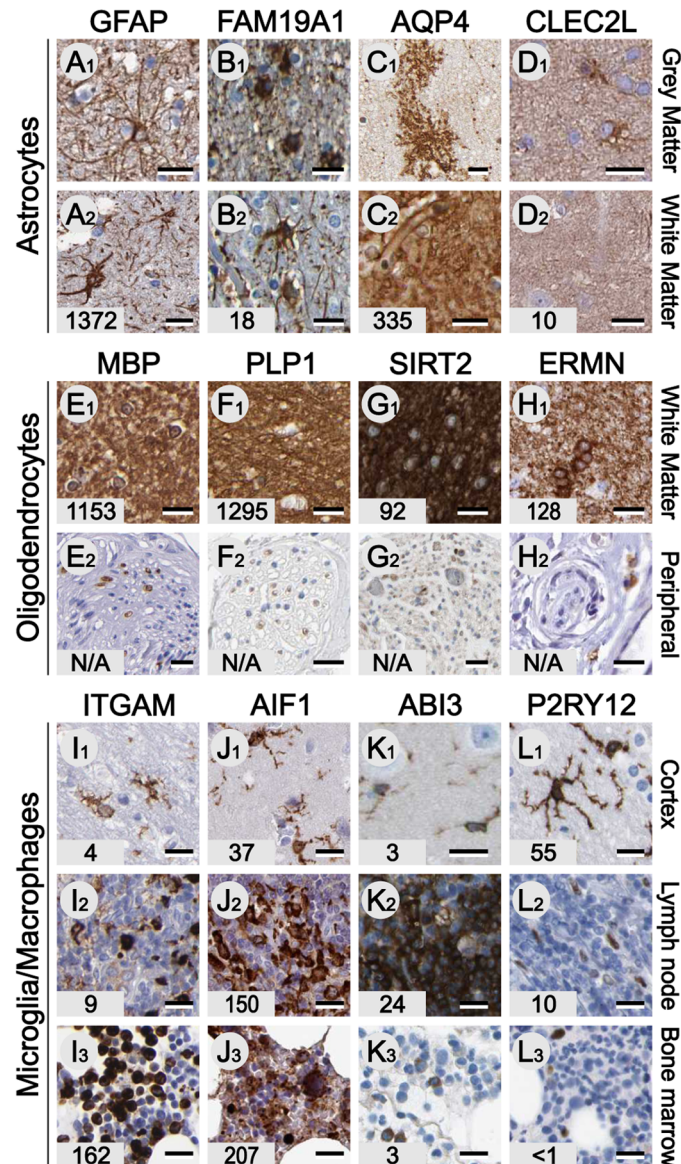 GFAP FAM19A1 AQP4 CLEC2L
Astrocytes
A1 B1 C1 D1
Grey Matter
A2 B2 C2 D2
White Matter
1372 18 335 10
MBP PLP1 SIRT2 ERMN
Oligodendrocytes
E1 F1 G1 H1
White Matter
1153 1295 92 128
E2 F2 G2 H2
Peripheral
N/A N/A N/A N/A
ITGAM AIF1 ABI3 P2RY12
Microglia/Macrophages
I1 J1 K1 L1
Cortex
4 37 3 55
I2 J2 K2 L2
Lymph node
9 150 24 10
I3 J3 K3 L3
Bone marrow
162 207 3 <1